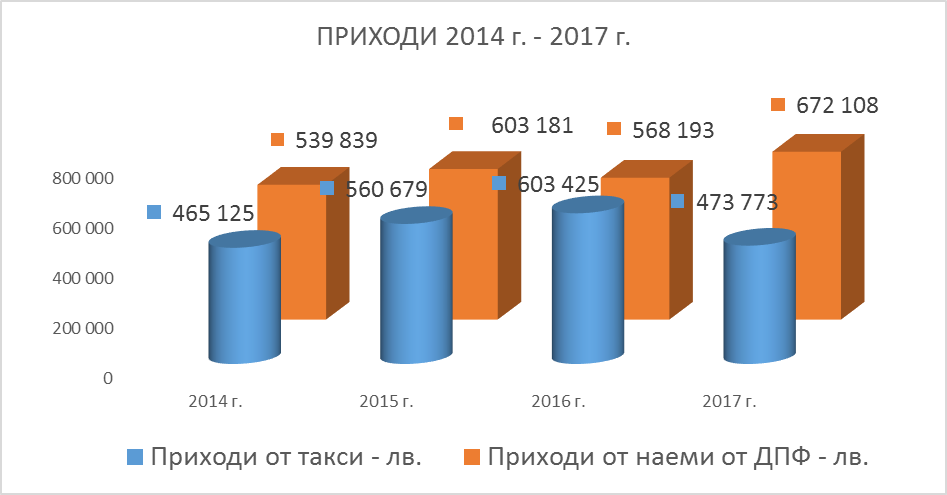 ПРИХОДИ 2014 г. - 2017 г.
672 108
539 839
603 181
568 193
800 000
465 125
560 679
603 425
473 773
600 000
400 000
200 000
0
2014 г.
2015 г.
2016 г.
2017 г.
Приходи от такси - лв.
Приходи от наеми от ДПФ - лв.